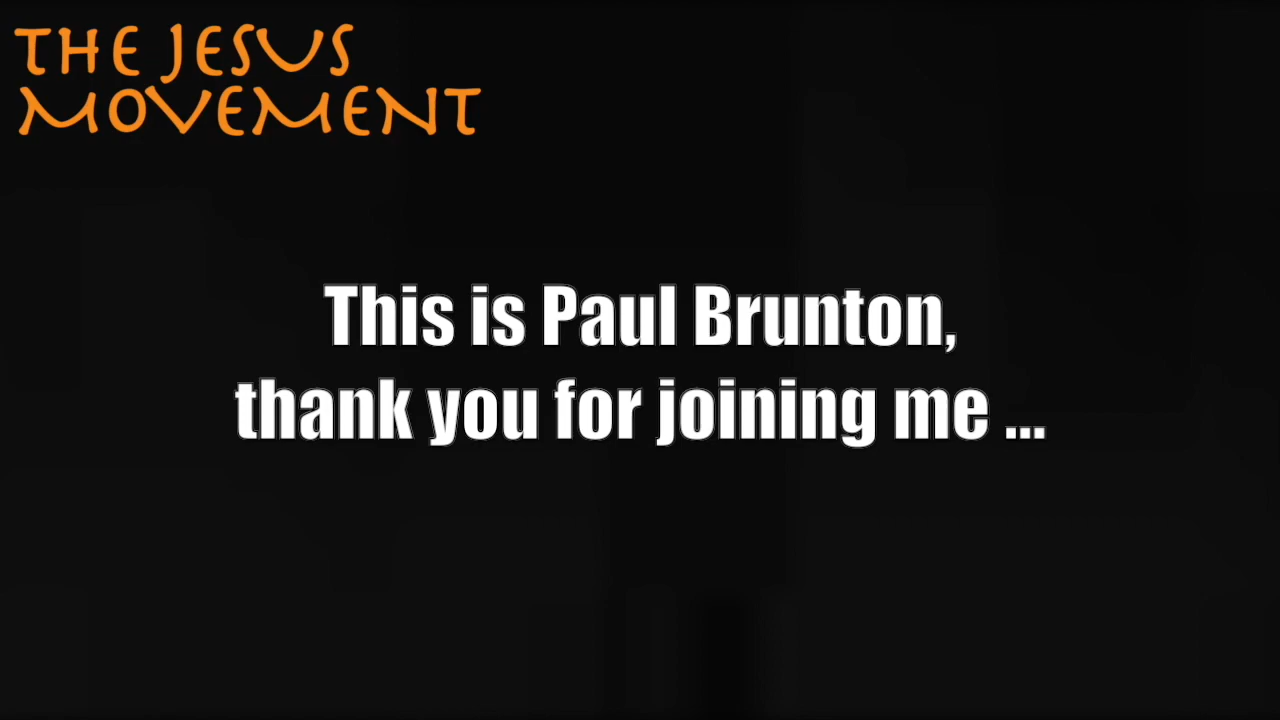 THE JESUS
MOVEMENT
This is Paul Brunton,
thank you for joining me ...